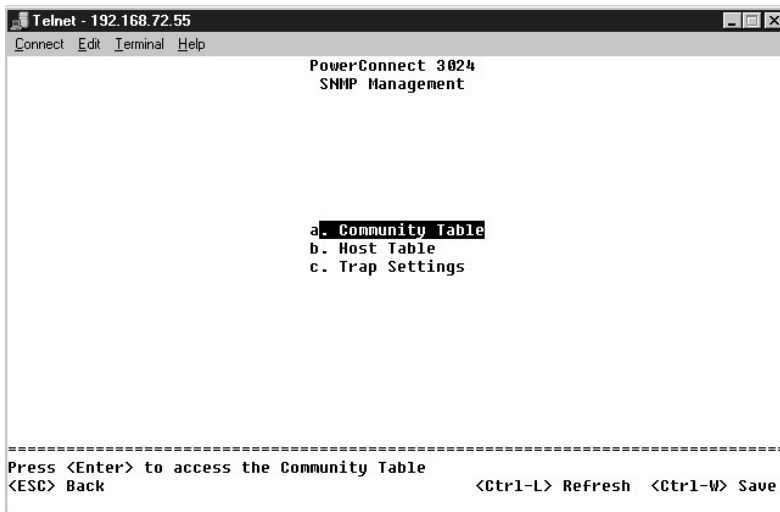 Telnet - 192.168.72.55
Connect Edit Terminal Help
PowerConnect 3024
SNMP Management
a. Community Table
b. Host Table
c. Trap Settings
================================================================================
Press <Enter> to access the Community Table
<ESC> Back <Ctrl-L> Refresh <Ctrl-W> Save